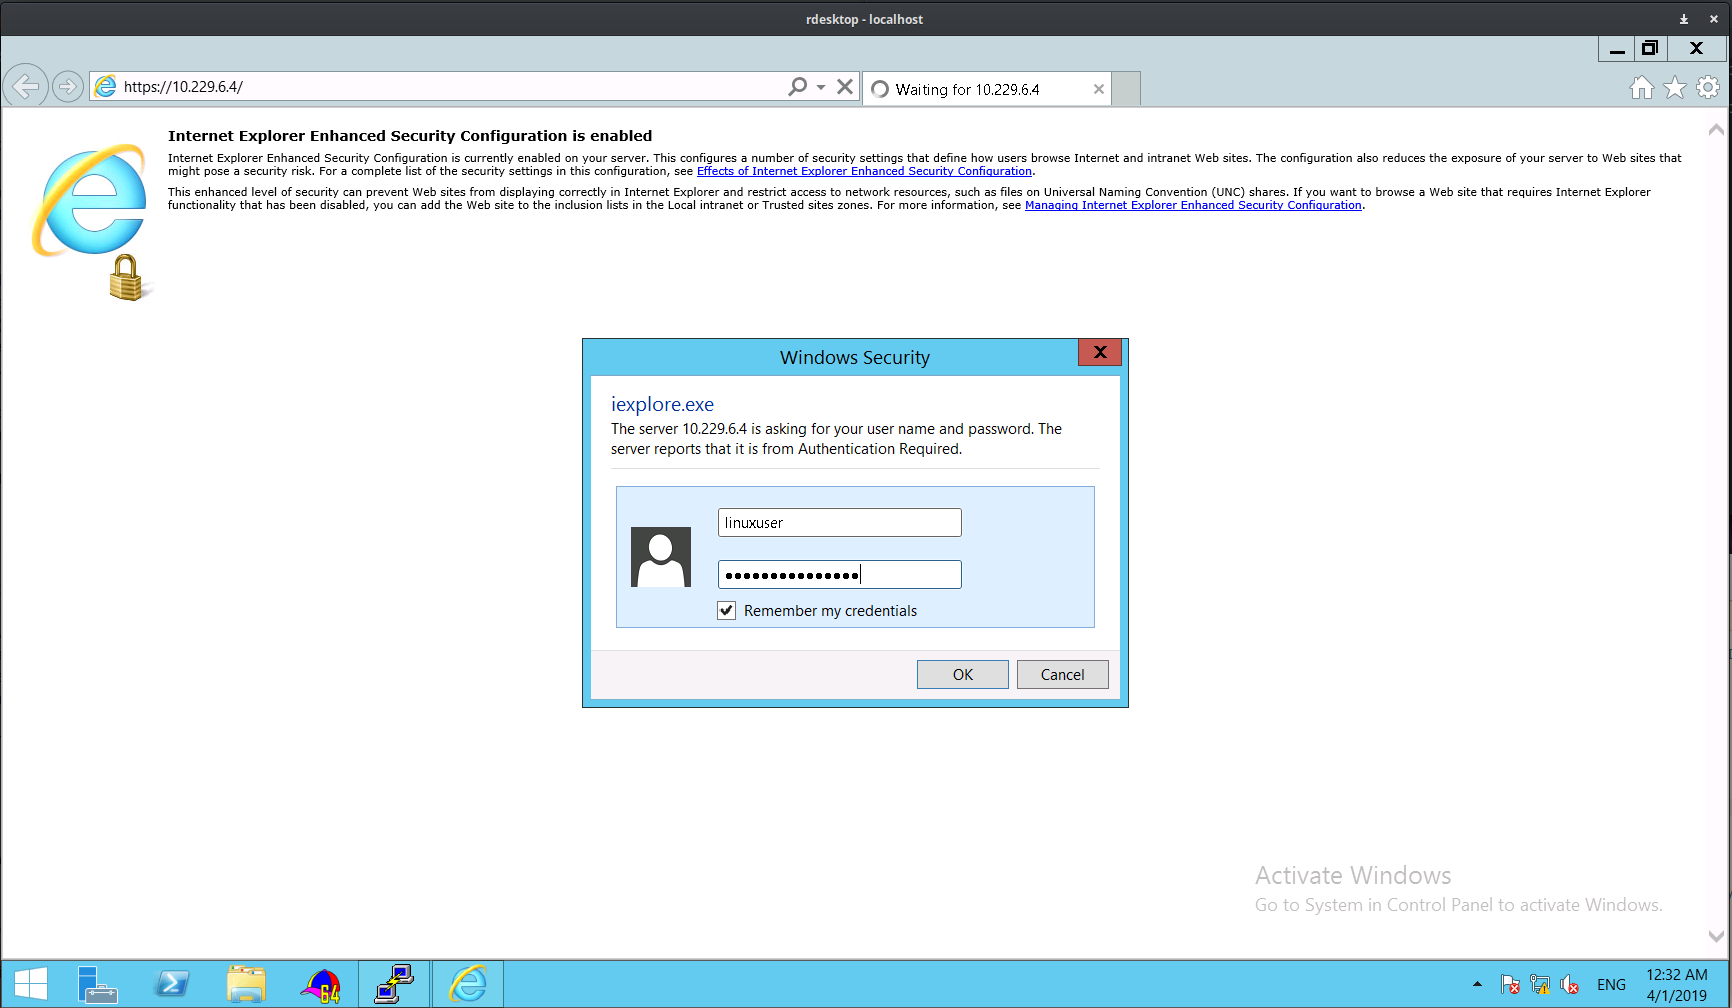 rdesktop - localhost
https://10.229.6.4/
Waiting for 10.229.6.4
Internet Explorer Enhanced Security Configuration is enabled
Internet Explorer Enhanced Security Configuration is currently enabled on your server. This configures a number of security settings that define how users browse Internet and intranet Web sites. The configuration also reduces the exposure of your server to Web sites that
might pose a security risk. For a complete list of the security settings in this configuration, see Effects of Internet Explorer Enhanced Security Configuration.
This enhanced level of security can prevent Web sites from displaying correctly in Internet Explorer and restrict access to network resources, such as files on Universal Naming Convention (UNC) shares. If you want to browse a Web site that requires Internet Explorer
functionality that has been disabled, you can add the Web site to the inclusion lists in the Local intranet or Trusted sites zones. For more information, see Managing Internet Explorer Enhanced Security Configuration.
Windows Security
iexplore.exe
The server 10.229.6.4 is asking for your user name and password. The
server reports that it is from Authentication Required.
linuxuser
Remember my credentials
OK Cancel
Activate Windows
Go to System in Control Panel to activate Windows.
64
ENG
12:32 AM
4/1/2019